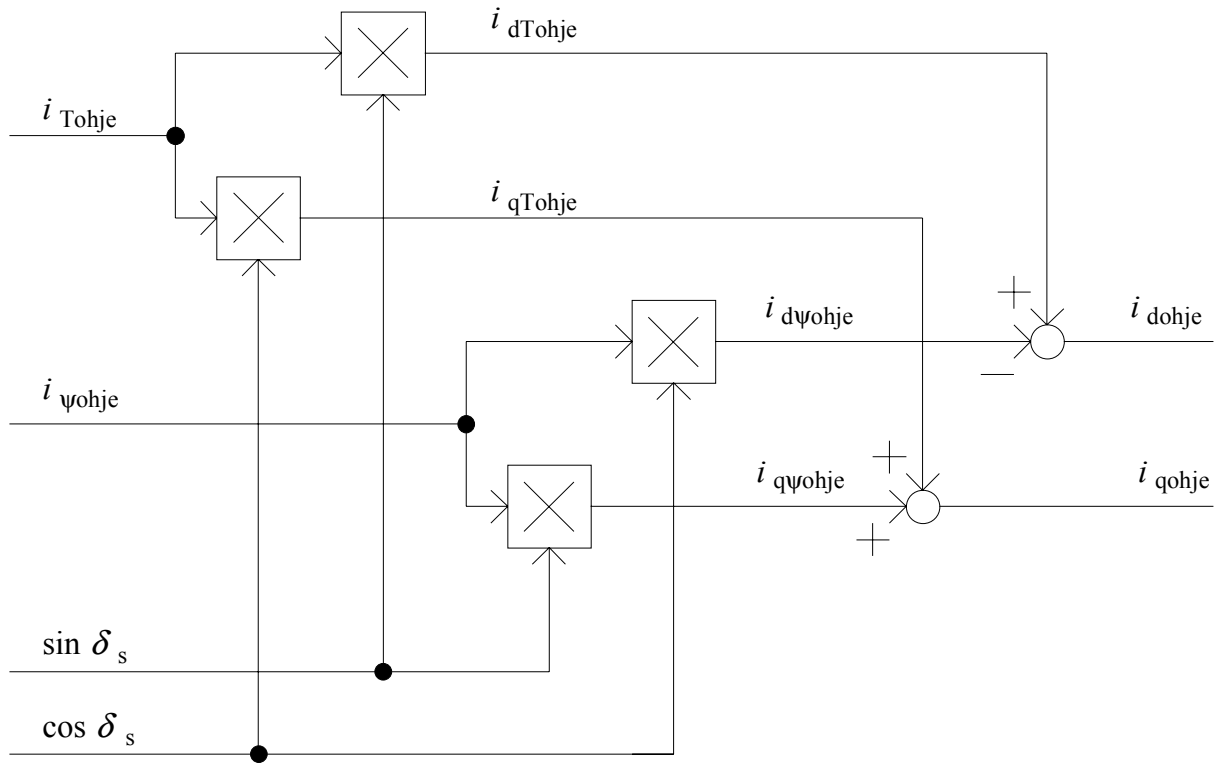 i dTohje
i Tohje
i qTohje
+
i dψohje
i dohje
−
i ψohje
+
i qψohje
i qohje
+
sin δ s
cos δ s